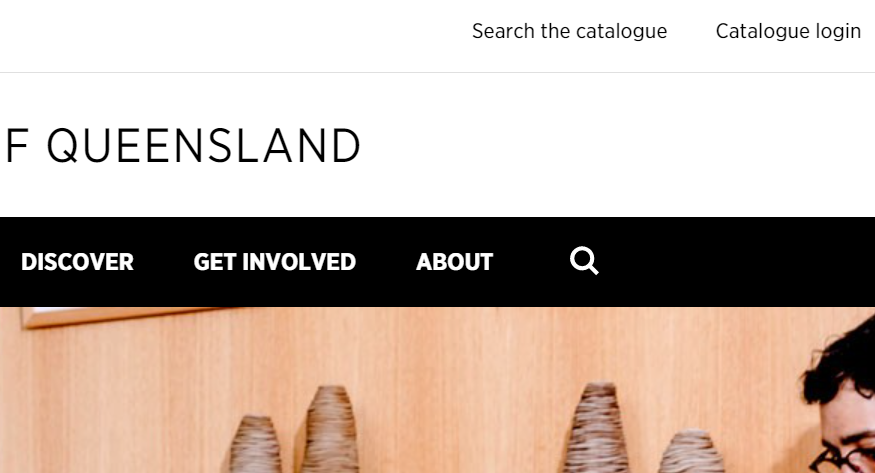 Search the catalogue Catalogue login
F QUEENSLAND
DISCOVER GET INVOLVED ABOUT